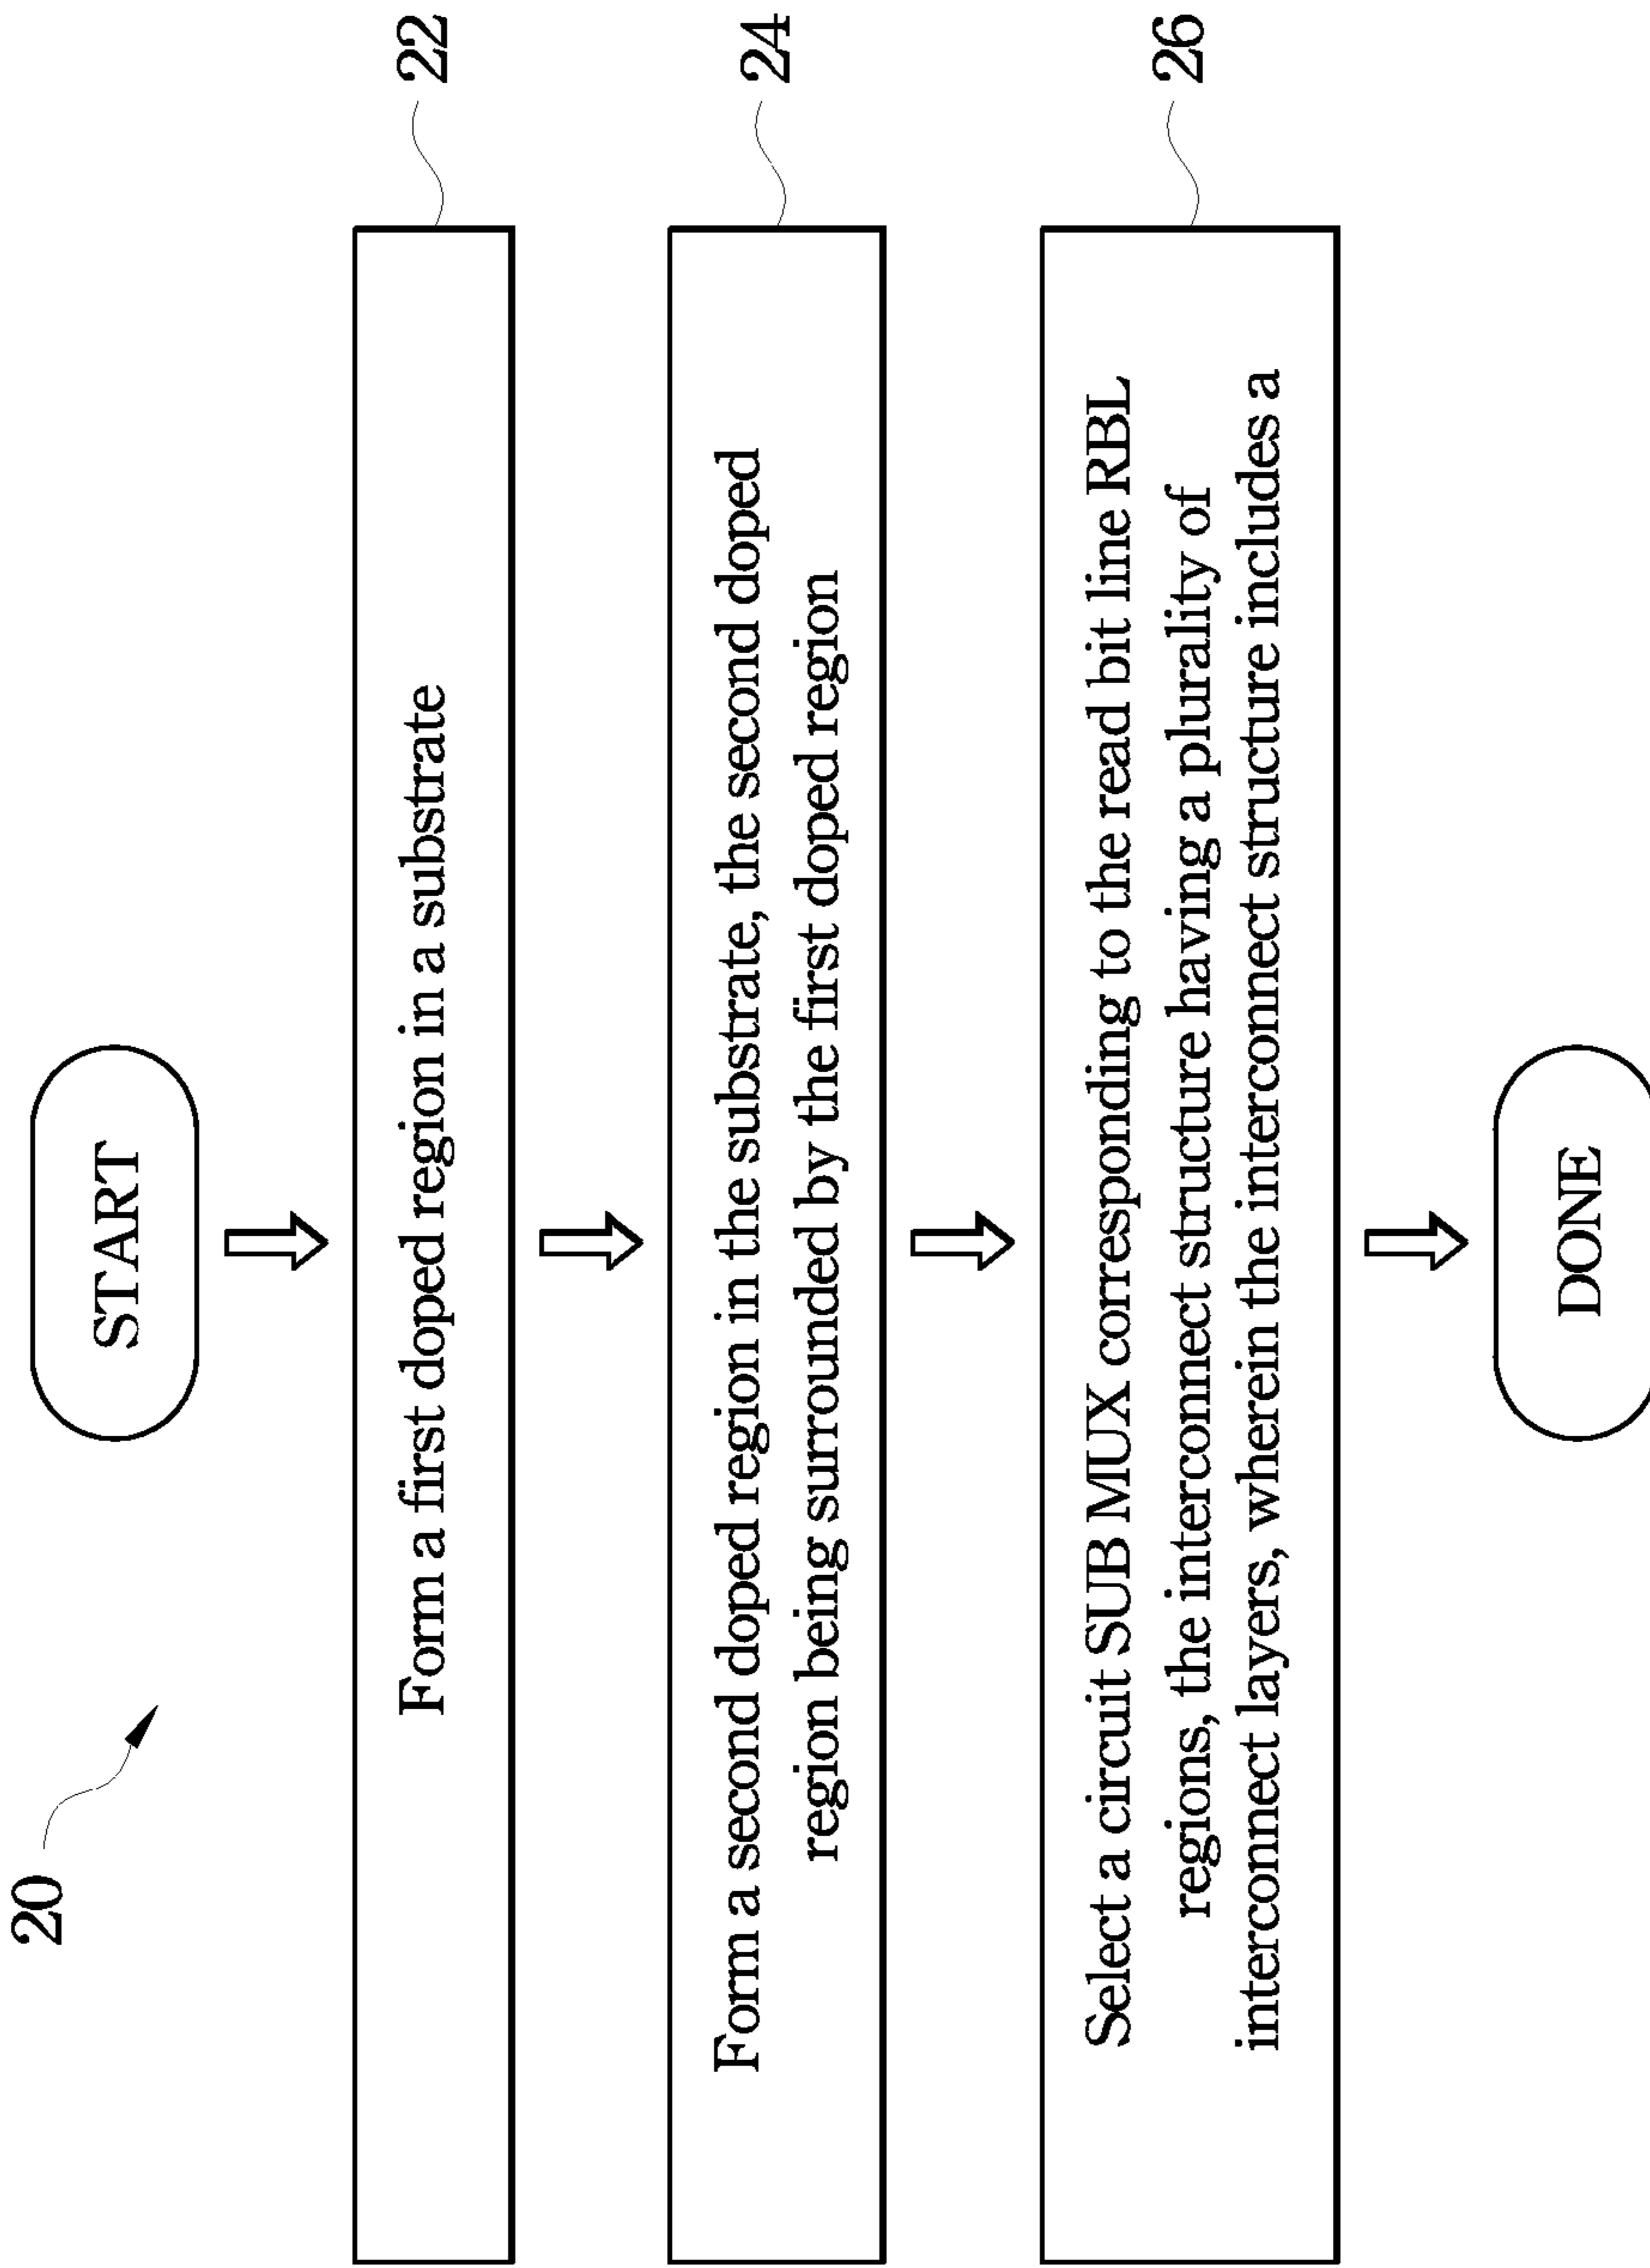 20
START
Form a first doped region in a substrate
22
Form a second doped region in the substrate, the second doped
region being surrounded by the first doped region
24
Select a circuit SUB MUX corresponding to the read bit line RBL
regions, the interconnect structure having a plurality of
interconnect layers, wherein the interconnect structure includes a
26
DONE